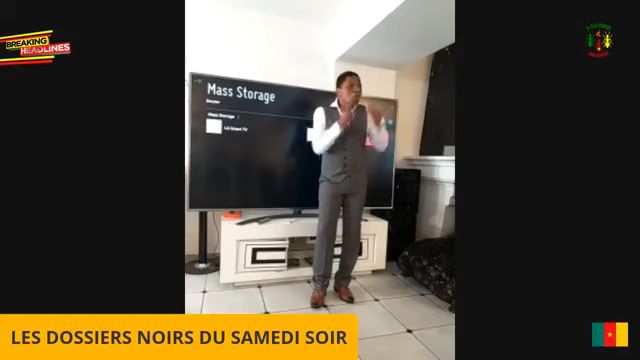 BREAKING
HEADLINES
Mass Storage
Mass Storage
LG Smart TV
LES DOSSIERS NOIRS DU SAMEDI SOIR